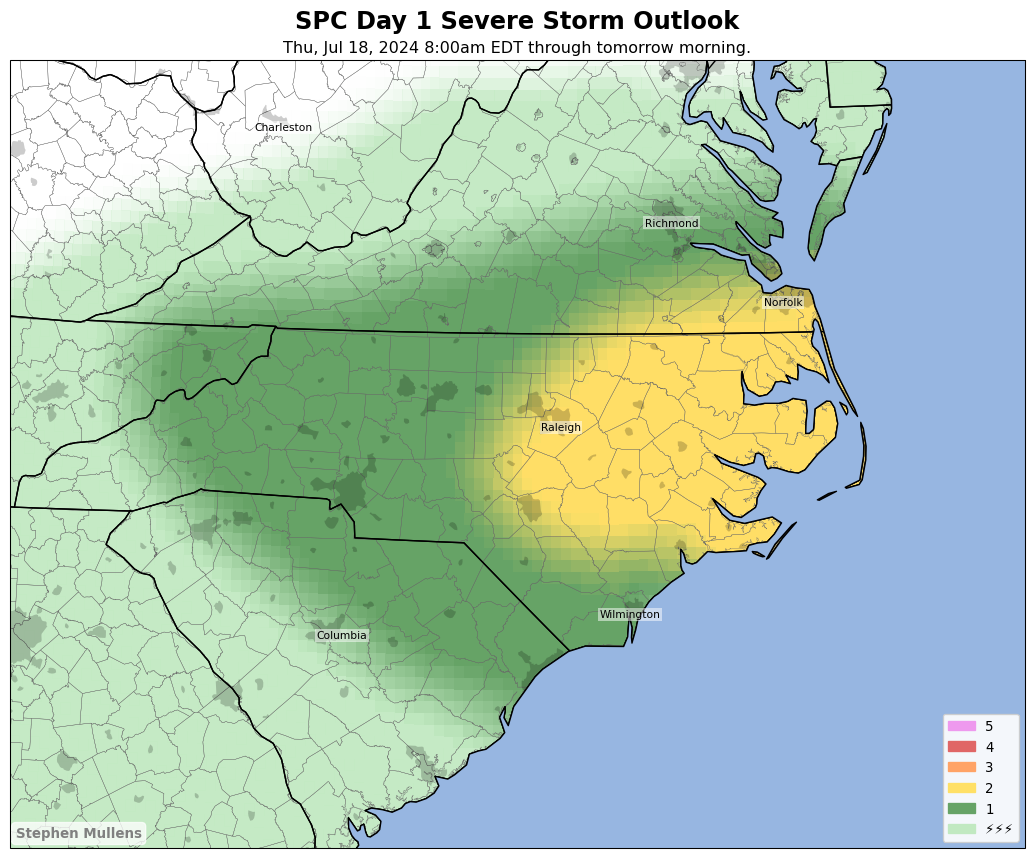 SPC Day 1 Severe Storm Outlook
Thu, Jul 18, 2024 8:00am EDT through tomorrow morning.
Charleston
Richmond
Norfolk
Raleigh
Wilmington
Columbia
5
4
3
2
1
⚡⚡⚡
Stephen Mullens